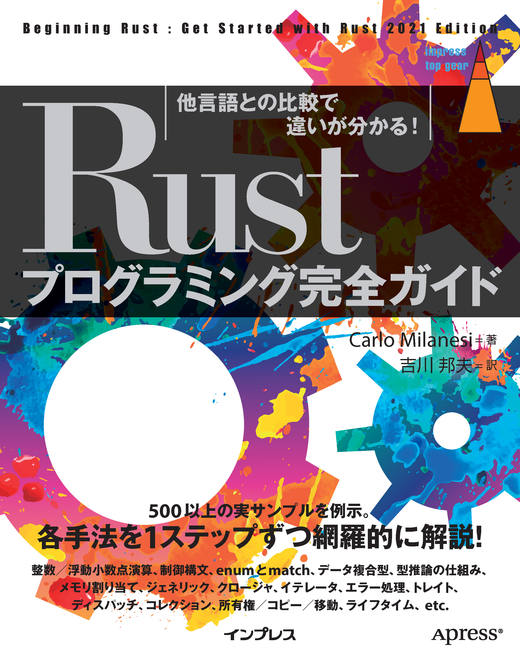 Beginning Rust : Get Started with Rust 2021 Edition
impress
top gear
他言語との比較で
違いが分かる!
Rust
プログラミング完全ガイド
Carlo Milanesi=著
吉川 邦夫=訳
500以上の実サンプルを例示。
各手法を1ステップずつ網羅的に解説!
整数/浮動小数点演算、制御構文、enumとmatch、データ複合型、型推論の仕組み、
メモリ割り当て、ジェネリック、クロージャ、イテレータ、エラー処理、トレイト、
ディスパッチ、コレクション、所有権/コピー/移動、ライフタイム、etc.
インプレス
Apress®